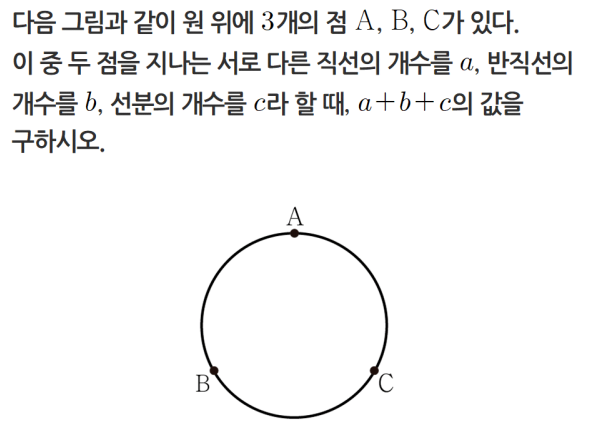 다음 그림과 같이 원 위에 3개의 점 A, B, C가 있다.
이 중 두 점을 지나는 서로 다른 직선의 개수를 a, 반직선의
개수를 b, 선분의 개수를 c라 할 때, a+b+c의 값을
구하시오.
A
B
C